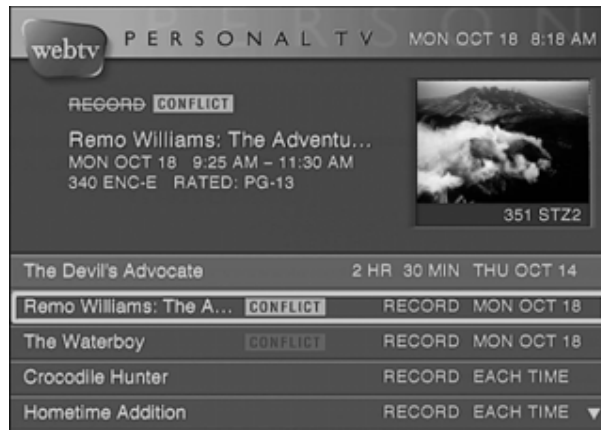 PERSON
webtv PERSONAL TV MON OCT 18 8:18 AM
RECORD CONFLICT
Remo Williams: The Adventu...
MON OCT 18 9:25 AM – 11:30 AM
340 ENC-E RATED: PG-13
351 STZ2
The Devil's Advocate 2 HR 30 MIN THU OCT 14
Remo Williams: The A... CONFLICT RECORD MON OCT 18
The Waterboy CONFLICT RECORD MON OCT 18
Crocodile Hunter RECORD EACH TIME
Hometime Addition RECORD EACH TIME